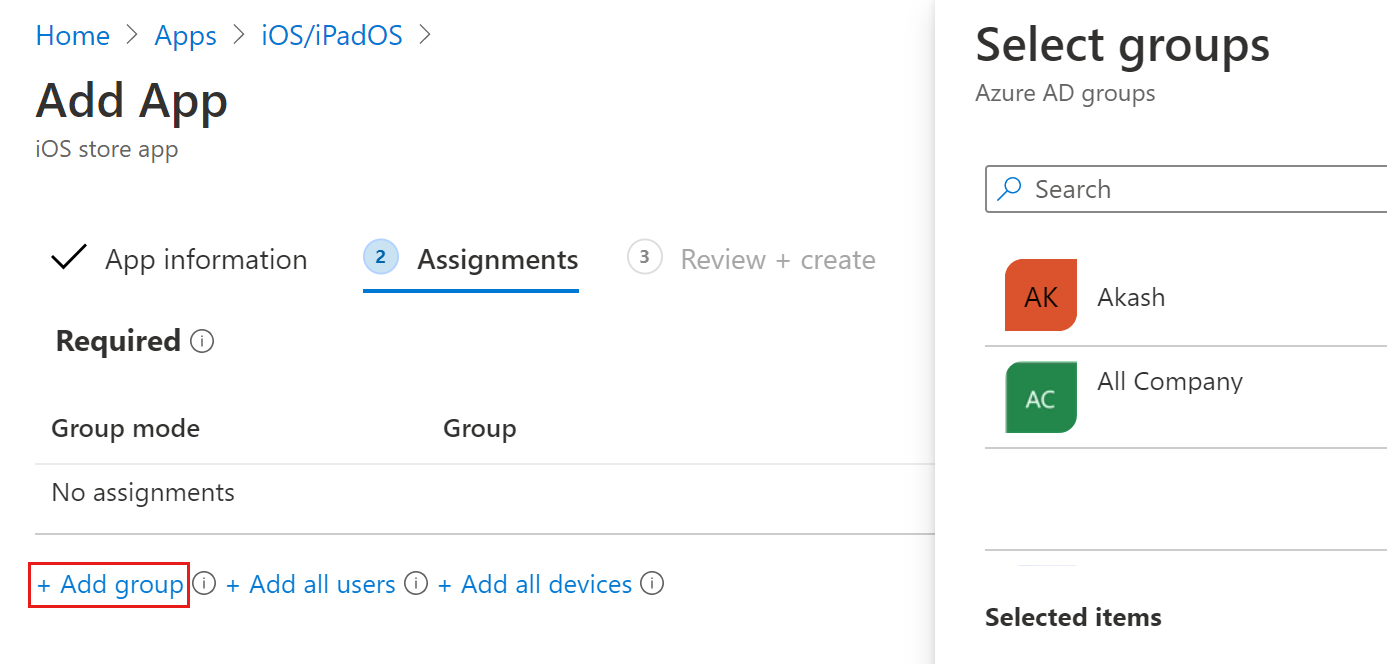 Home > Apps > iOS/iPadOS >
Add App
iOS store app
App information
2 Assignments
3 Review + create
Required
Group mode
Group
No assignments
+ Add group + Add all users + Add all devices
Select groups
Azure AD groups
Search
AK Akash
AC All Company
Selected items